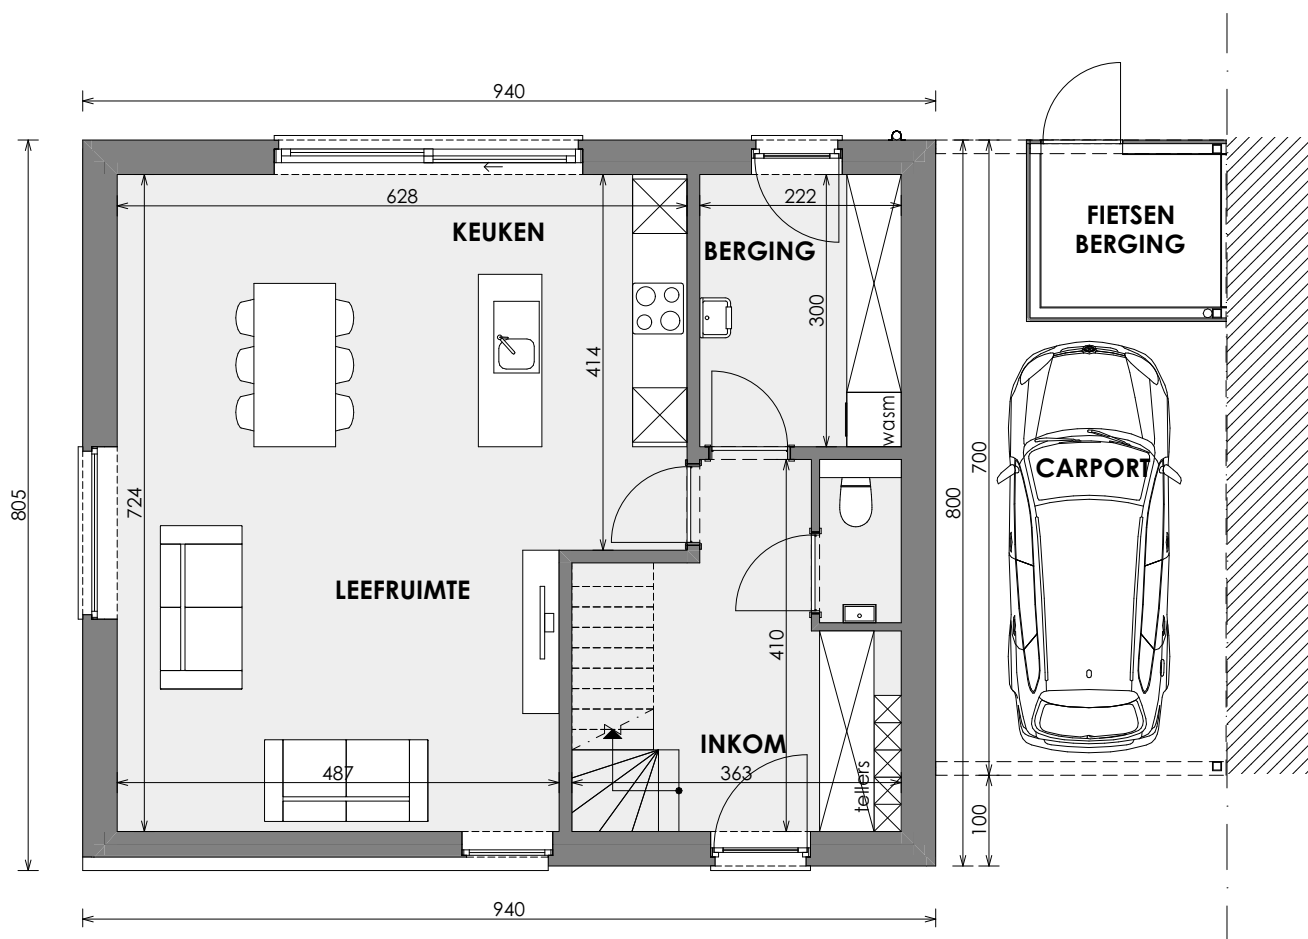 940
628
KEUKEN
222
BERGING
FIETSEN
BERGING
300
414
wasm
805
724
700
800
CARPORT
LEEFRUIMTE
410
INKOM
487
363
tellers
100
940